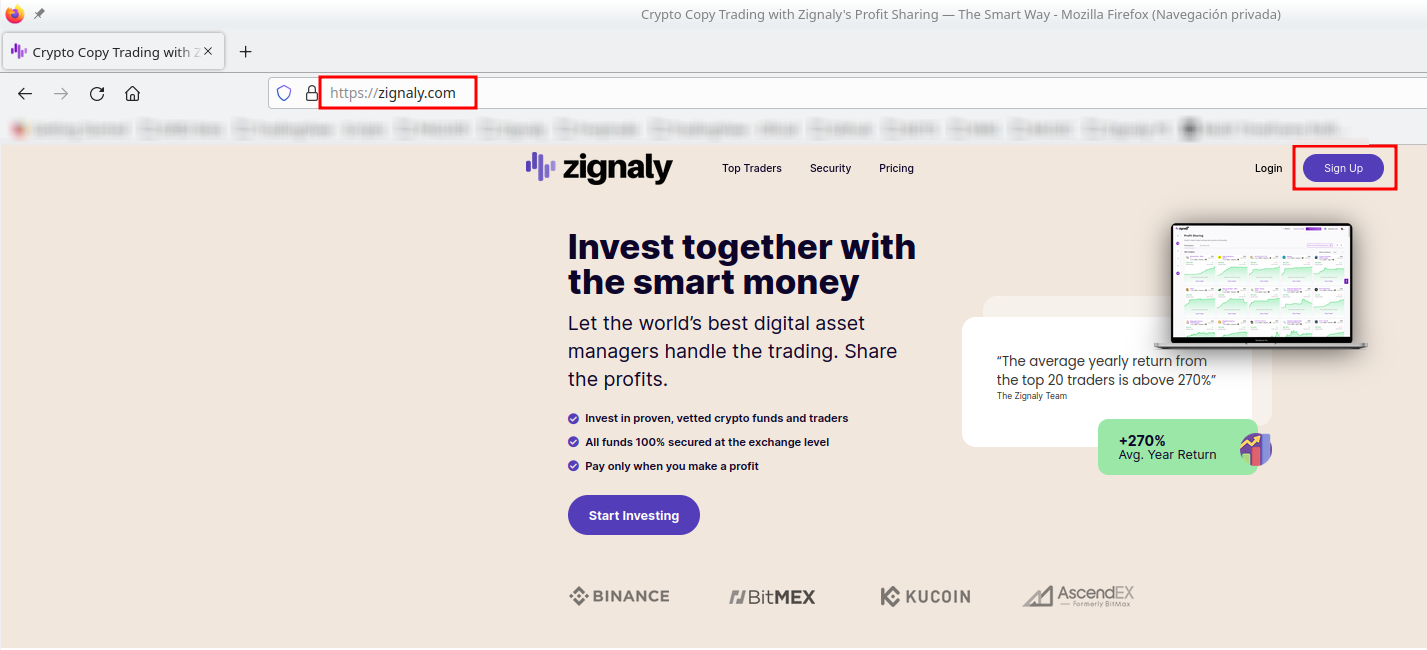 Crypto Copy Trading with Zignaly's Profit Sharing — The Smart Way - Mozilla Firefox (Navegación privada)
Crypto Copy Trading with Z
https://zignaly.com
zignaly
Top Traders
Security
Pricing
Login
Sign Up
Invest together with
the smart money
Let the world's best digital asset
managers handle the trading. Share
the profits.
Invest in proven, vetted crypto funds and traders
All funds 100% secured at the exchange level
Pay only when you make a profit
Start Investing
“The average yearly return from
the top 20 traders is above 270%”
The Zignaly Team
+270%
Avg. Year Return
BINANCE
BitMEX
KUCOIN
AscendEX
Formerly BitMax